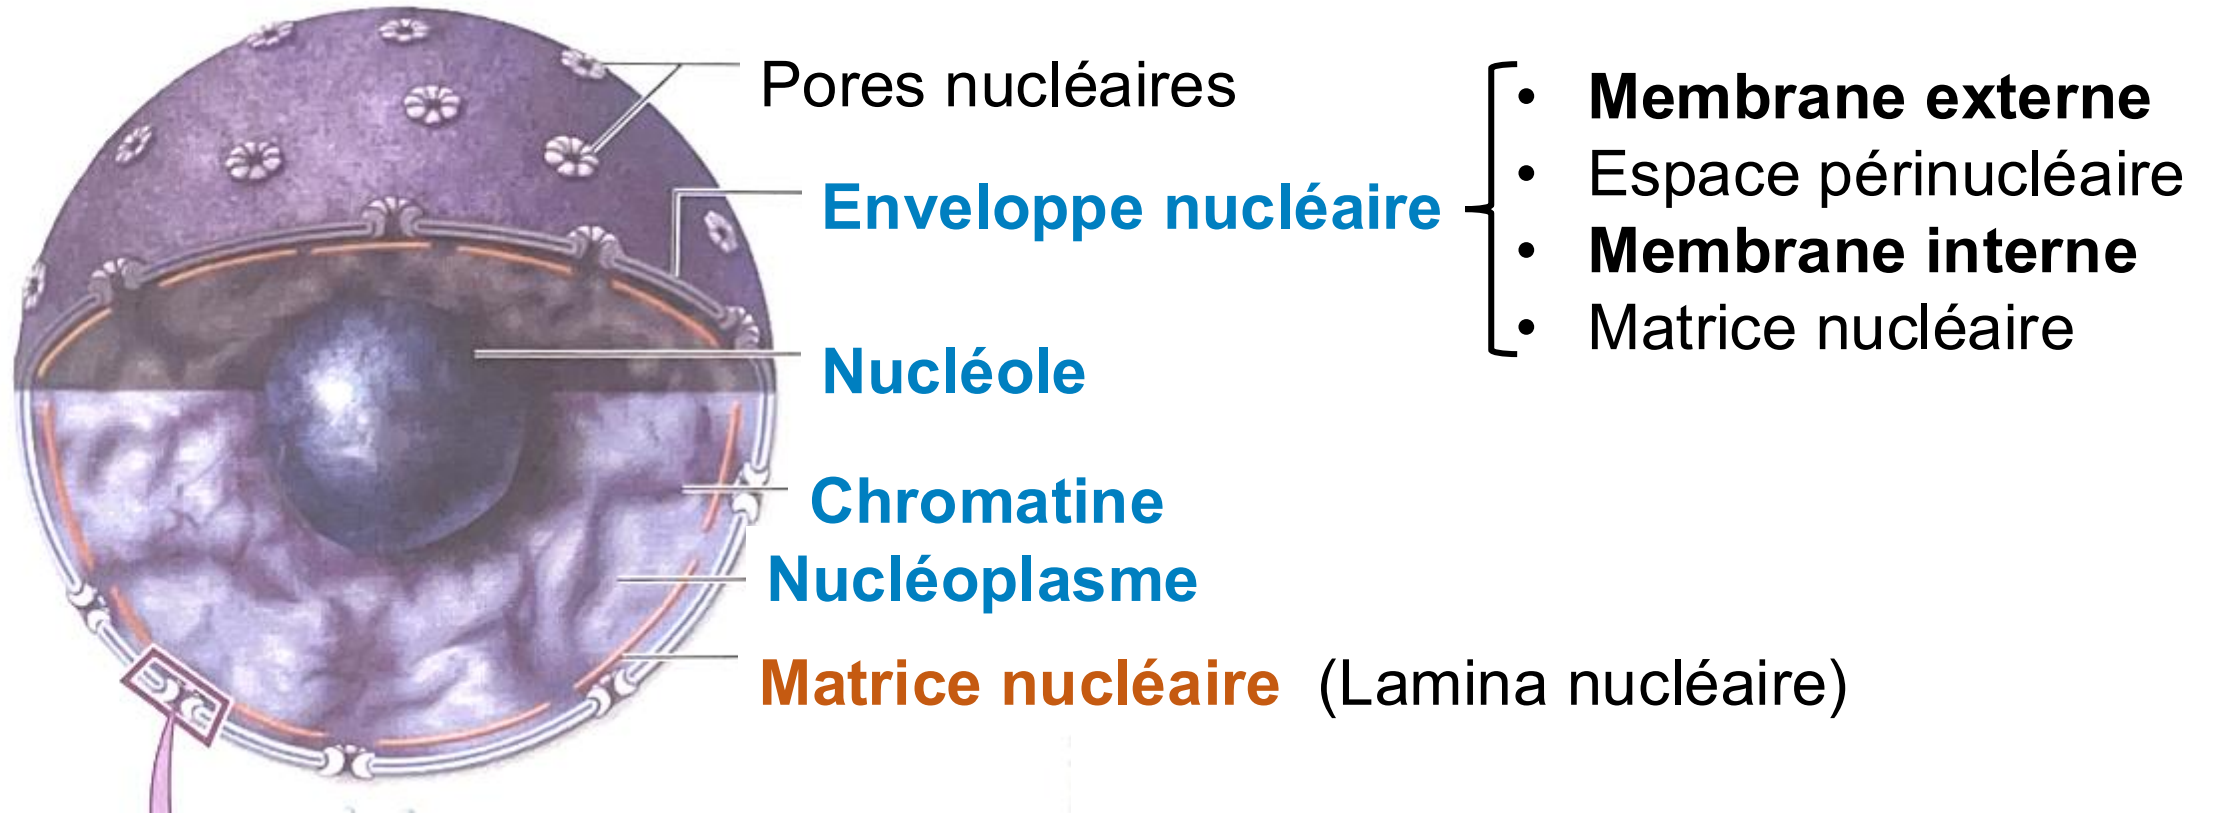 Pores nucléaires
Enveloppe nucléaire
• Membrane externe
• Espace périnucléaire
• Membrane interne
• Matrice nucléaire
Nucléole
Chromatine
Nucléoplasme
Matrice nucléaire (Lamina nucléaire)